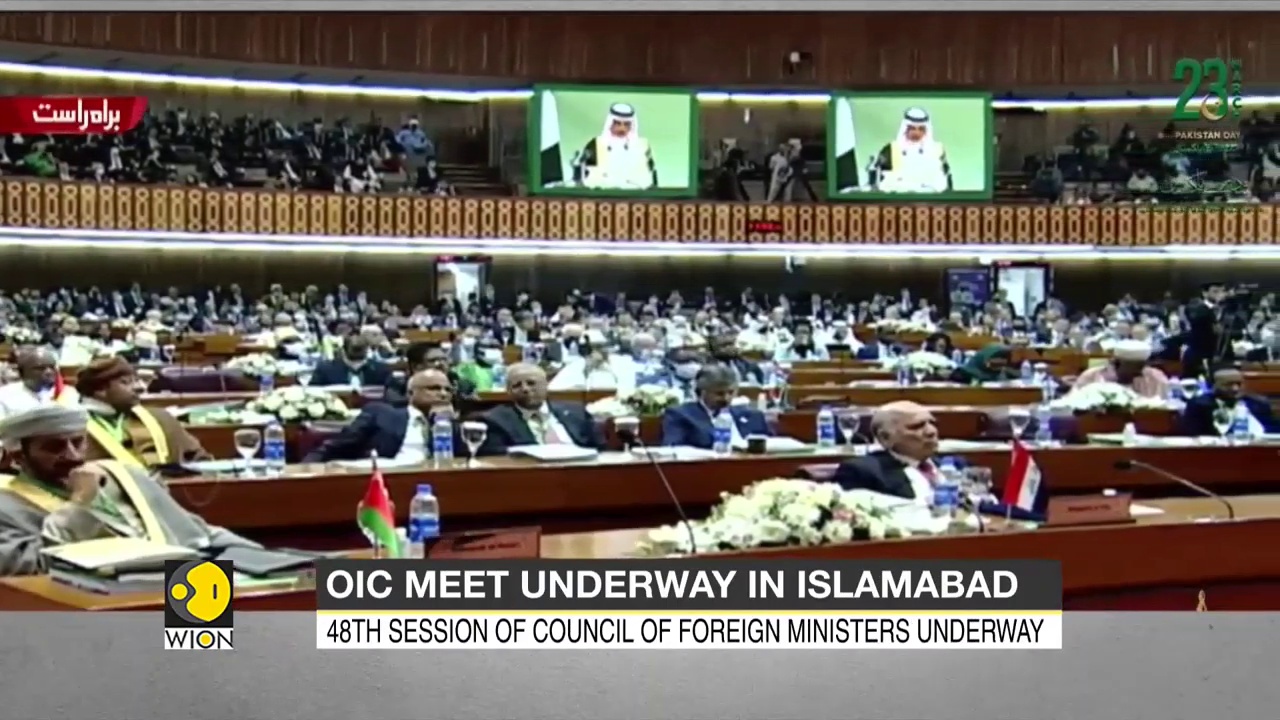 براہ راست
23
MARCH
PAKISTAN DAY
WION
OIC MEET UNDERWAY IN ISLAMABAD
48TH SESSION OF COUNCIL OF FOREIGN MINISTERS UNDERWAY